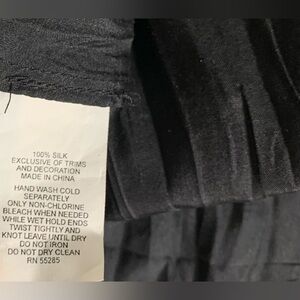 100% SILK
EXCLUSIVE OF TRIMS
AND DECORATION
MADE IN CHINA
HAND WASH COLD
SEPARATELY
ONLY NON-CHLORINE
BLEACH WHEN NEEDED
WHILE WET HOLD ENDS
TWIST TIGHTLY AND
KNOT LEAVE UNTIL DRY
DO NOT IRON
DO NOT DRY CLEAN
RN 55285